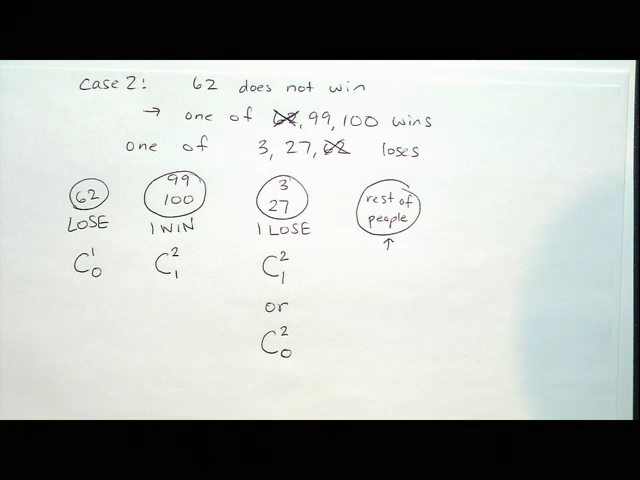 Case 2: 62 does not win
→ one of 62, 99, 100 wins
one of 3, 27, 62 loses
62
99
100
3
27
rest of
people
LOSE
1 WIN
1 LOSE
↑
C¹₀
C²₁
C²₁
or
C²₀